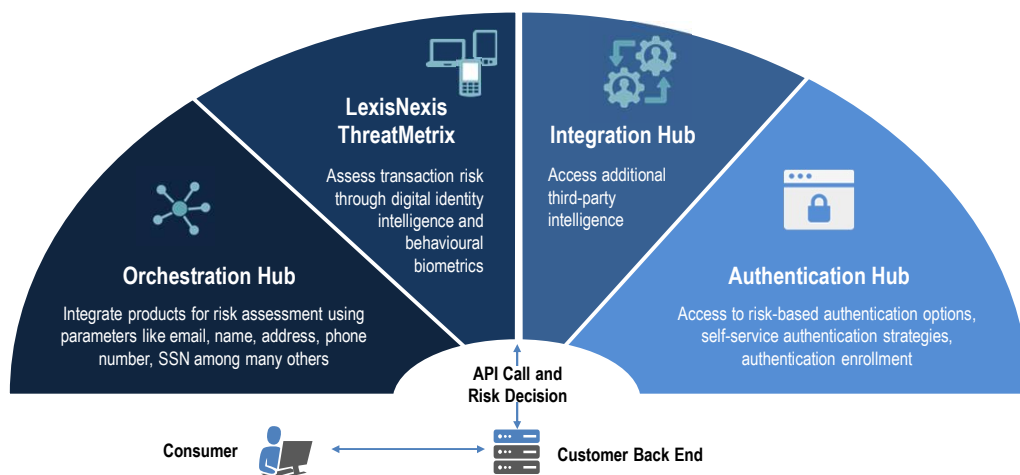 Orchestration Hub
Integrate products for risk assessment using
parameters like email, name, address, phone
number, SSN among many others
LexisNexis
ThreatMetrix
Assess transaction risk
through digital identity
intelligence and
behavioural
biometrics
Integration Hub
Access additional
third-party
intelligence
Authentication Hub
Access to risk-based authentication options,
self-service authentication strategies,
authentication enrollment
API Call and
Risk Decision
Consumer
Customer Back End